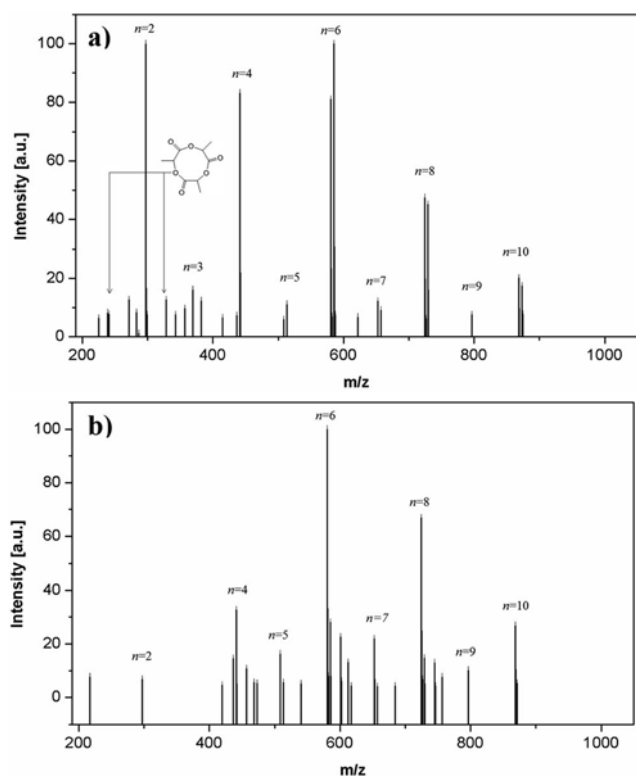 a)
n=2
n=6
100
n=4
80
60
n=8
40
n=3
n=10
20
n=5
n=7
n=9
0
O
O
O
O
O
O
Intensity [a.u.]
200
400
600
800
1000
m/z
b)
n=6
100
80
n=8
60
40
n=4
n=10
n=7
20
n=5
n=9
n=2
0
Intensity [a.u.]
200
400
600
800
1000
m/z